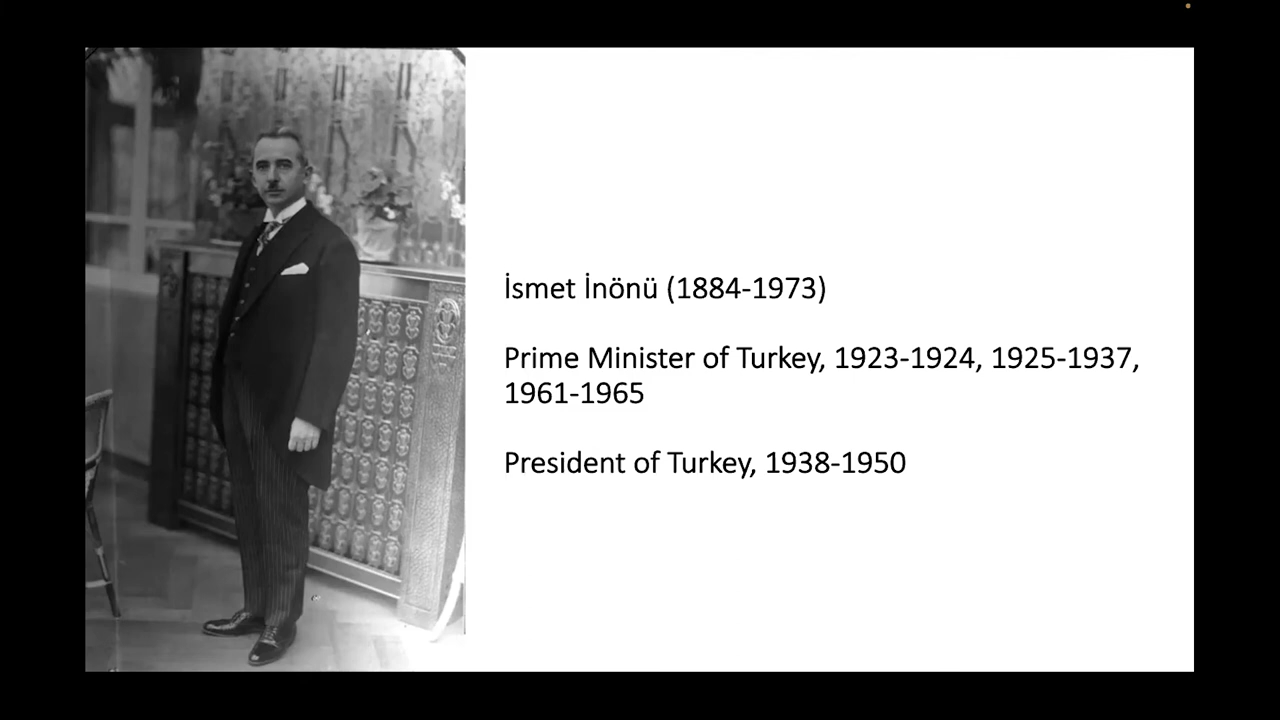 İsmet İnönü (1884-1973)
Prime Minister of Turkey, 1923-1924, 1925-1937,
1961-1965
President of Turkey, 1938-1950